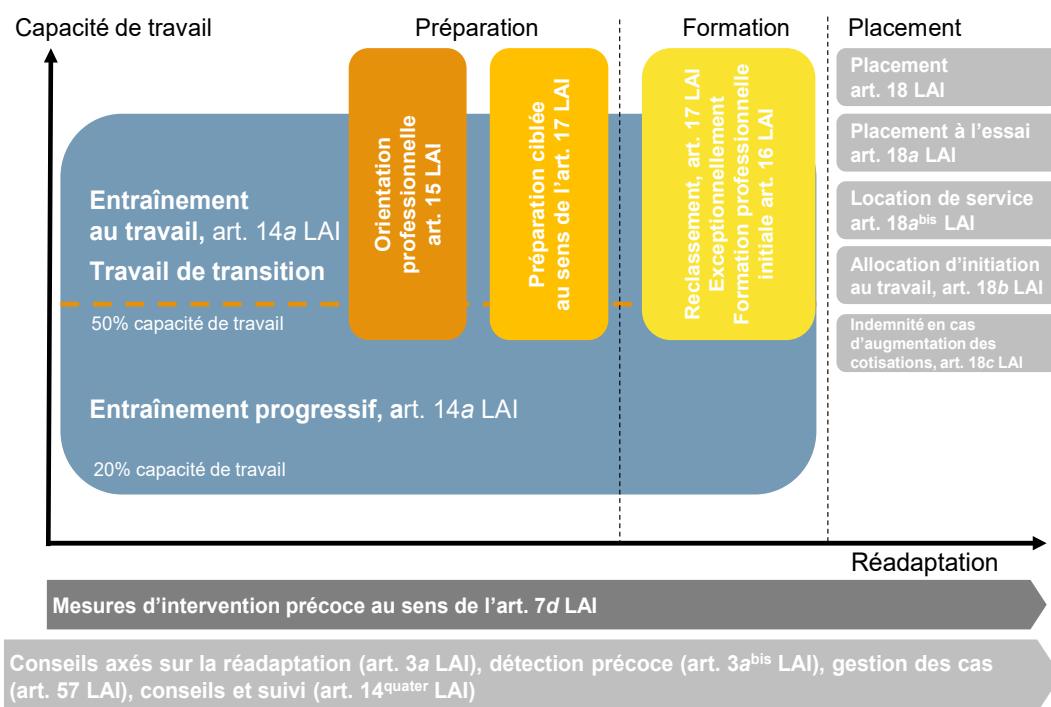 Capacité de travail
Préparation
Formation
Placement
Orientation
professionnelle
art. 15 LAI
Préparation ciblée
au sens de l’art. 17 LAI
Reclassement, art. 17 LAI
Exceptionnellement
Formation professionnelle
initiale art. 16 LAI
Placement
art. 18 LAI
Placement à l’essai
art. 18a LAI
Location de service
art. 18abis LAI
Allocation d’initiation
au travail, art. 18b LAI
Indemnité en cas
d’augmentation des
cotisations, art. 18c LAI
Entraînement
au travail, art. 14a LAI
Travail de transition
50% capacité de travail
Entraînement progressif, art. 14a LAI
20% capacité de travail
Réadaptation
Mesures d’intervention précoce au sens de l’art. 7d LAI
Conseils axés sur la réadaptation (art. 3a LAI), détection précoce (art. 3abis LAI), gestion des cas
(art. 57 LAI), conseils et suivi (art. 14quater LAI)